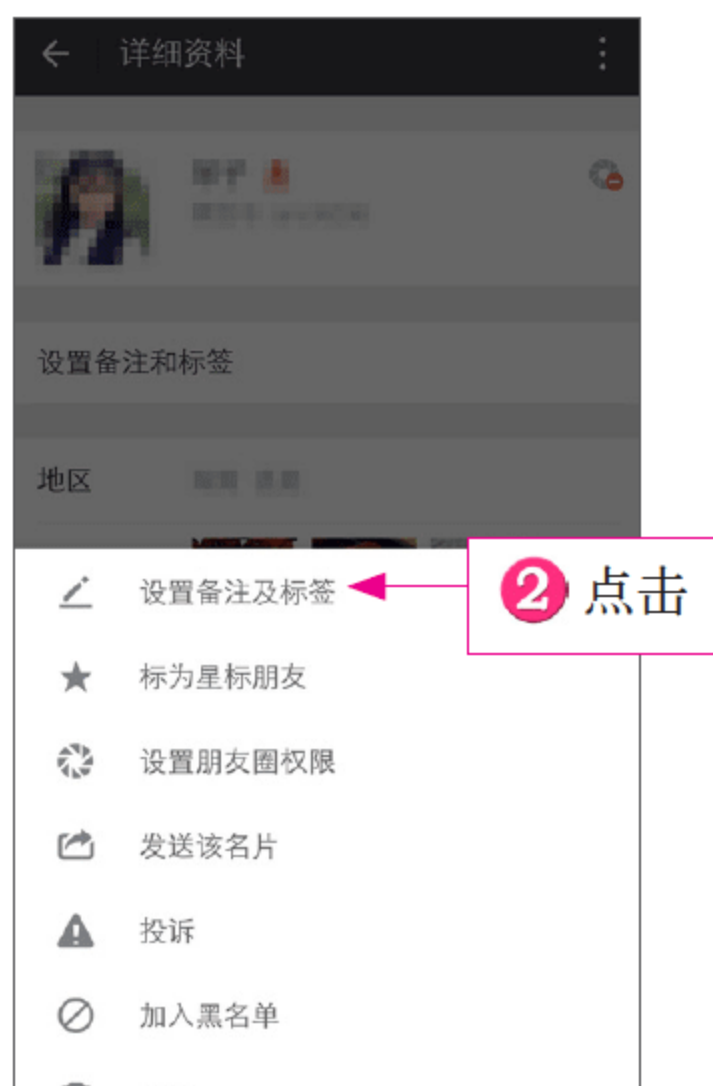 详细资料
设置备注和标签
地区
设置备注及标签
2 点击
标为星标朋友
设置朋友圈权限
发送该名片
投诉
加入黑名单